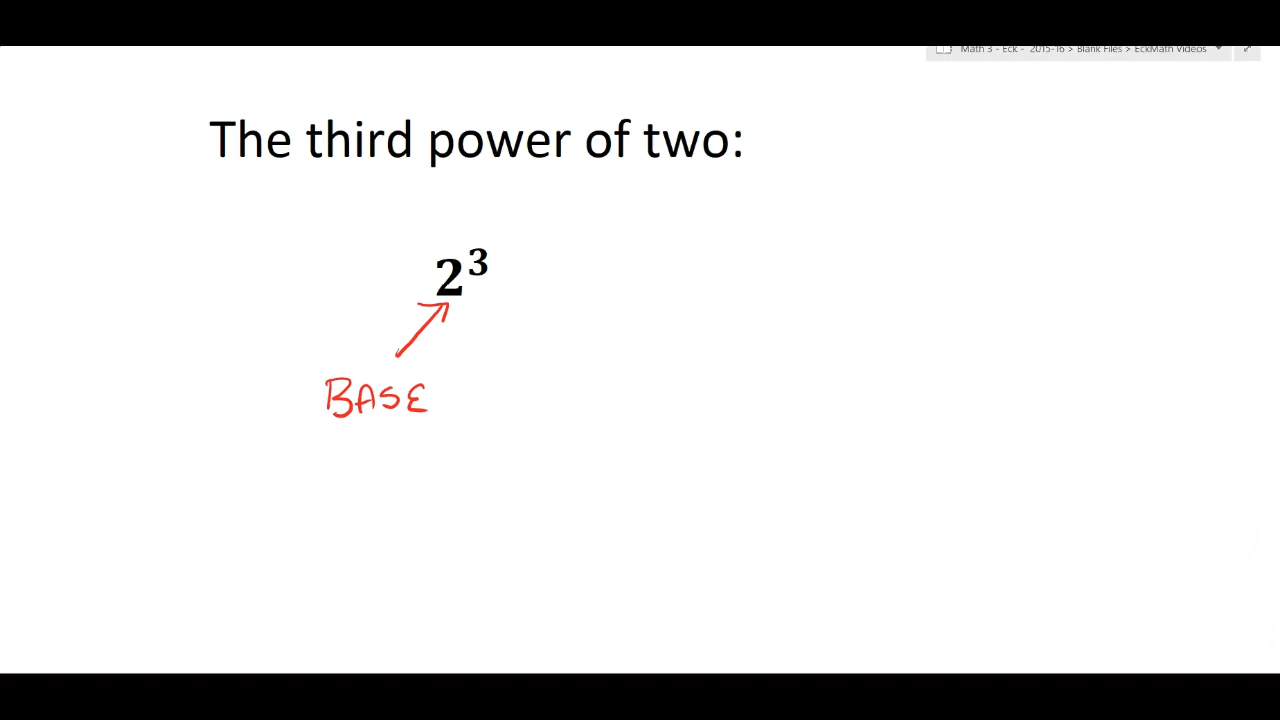 Math 3 - Eck - 2015-16 > Blank Files > EckMath Videos
The third power of two:
2³
BASE